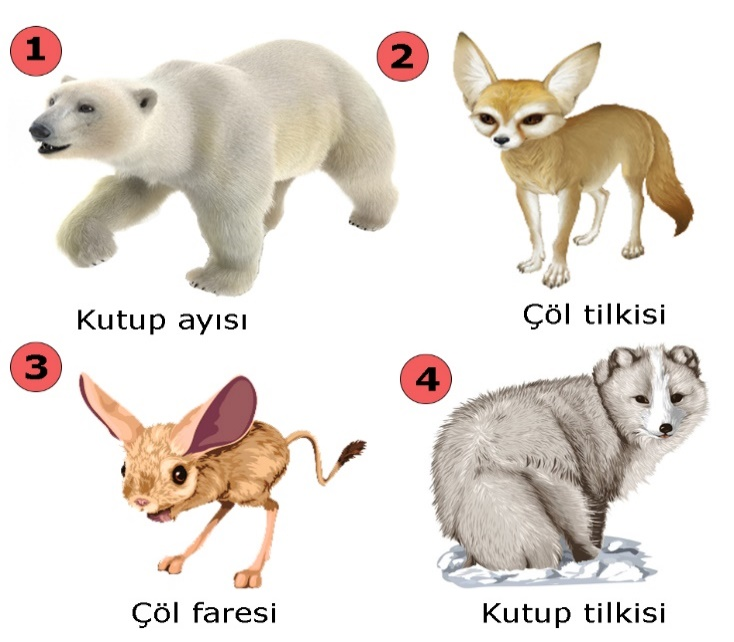 1
2
Kutup ayısı
Çöl tilkisi
3
4
Çöl faresi
Kutup tilkisi